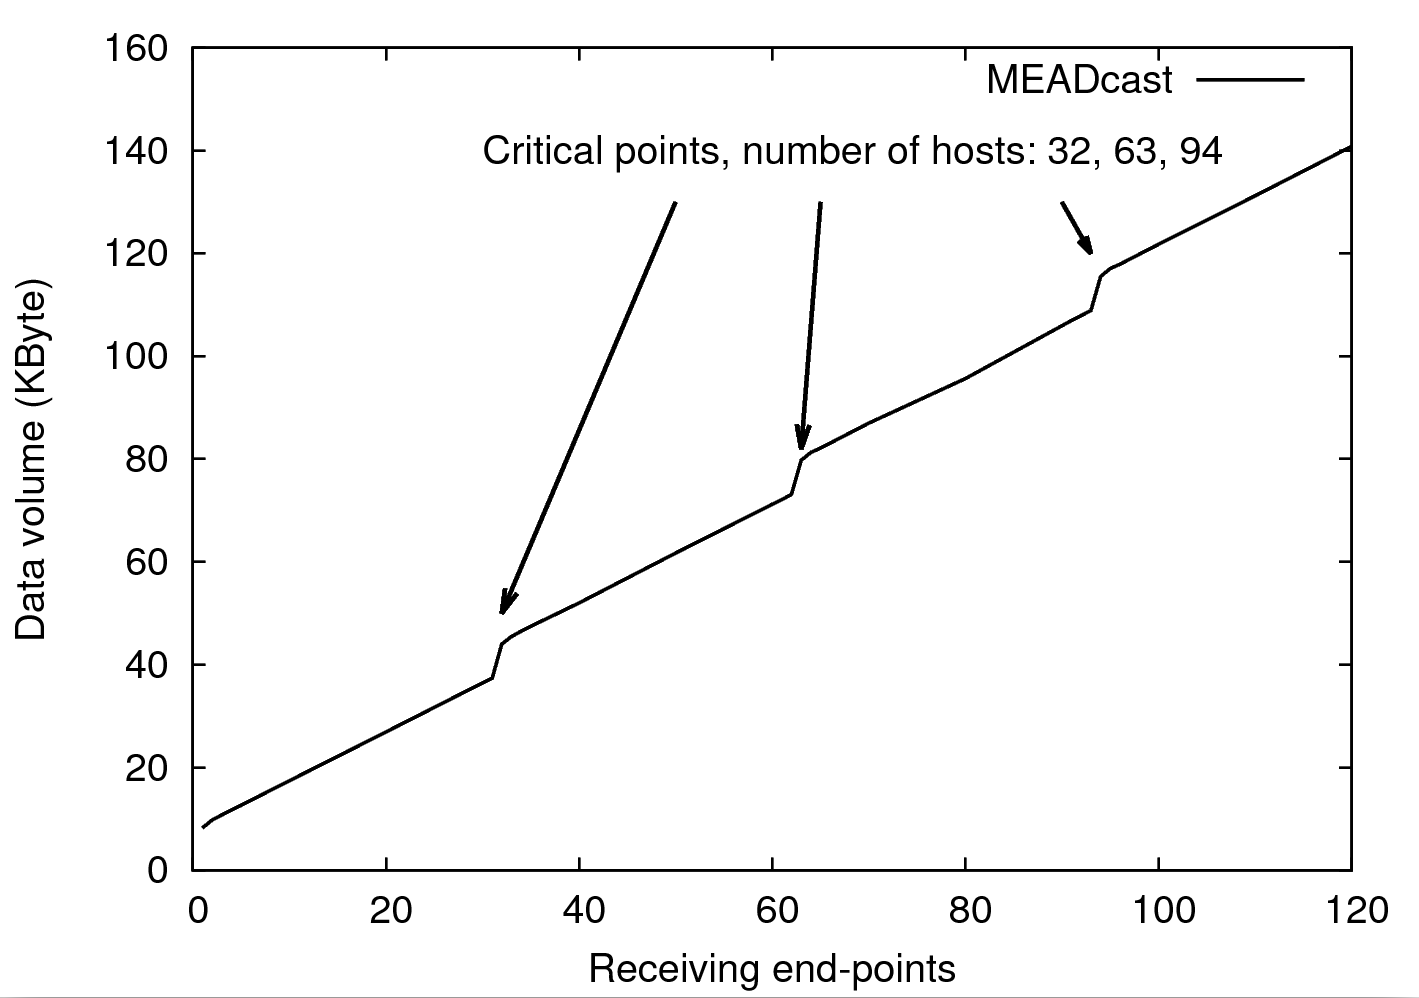 160
MEADcast
140
Critical points, number of hosts: 32, 63, 94
120
100
80
60
40
20
0
Data volume (KByte)
0 20 40 60 80 100 120
Receiving end-points